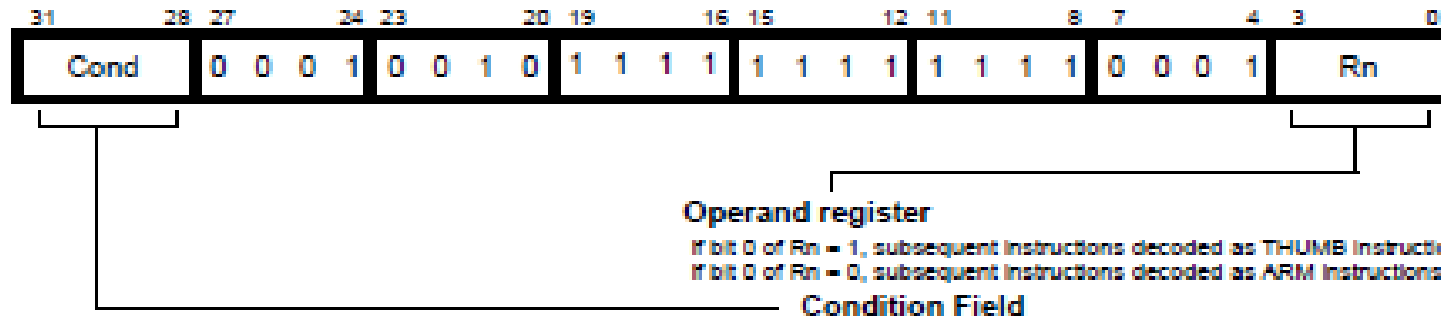 31 28 27 24 23 20 19 16 15 12 11 8 7 4 3 0
Cond 0 0 0 1 0 0 1 0 1 1 1 1 1 1 1 1 1 1 1 1 0 0 0 1 Rn
Operand register
If bit 0 of Rn = 1, subsequent instructions decoded as THUMB
If bit 0 of Rn = 0, subsequent instructions decoded as ARM instructions
Condition Field